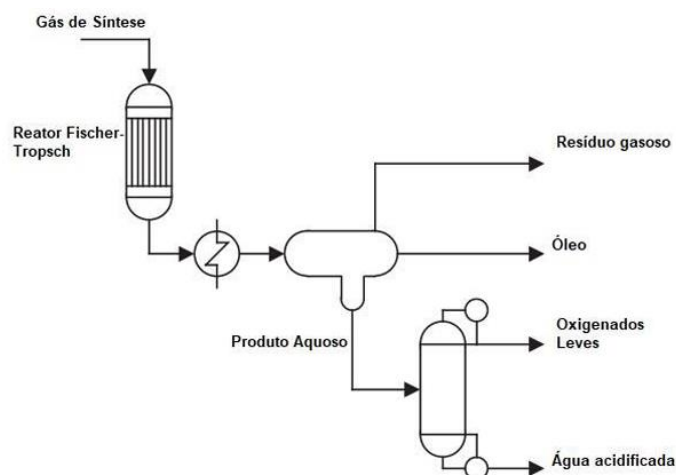 Gás de Síntese
Reator Fischer-
Tropsch
Resíduo gasoso
Óleo
Produto Aquoso
Oxigenados
Leves
Água acidificada